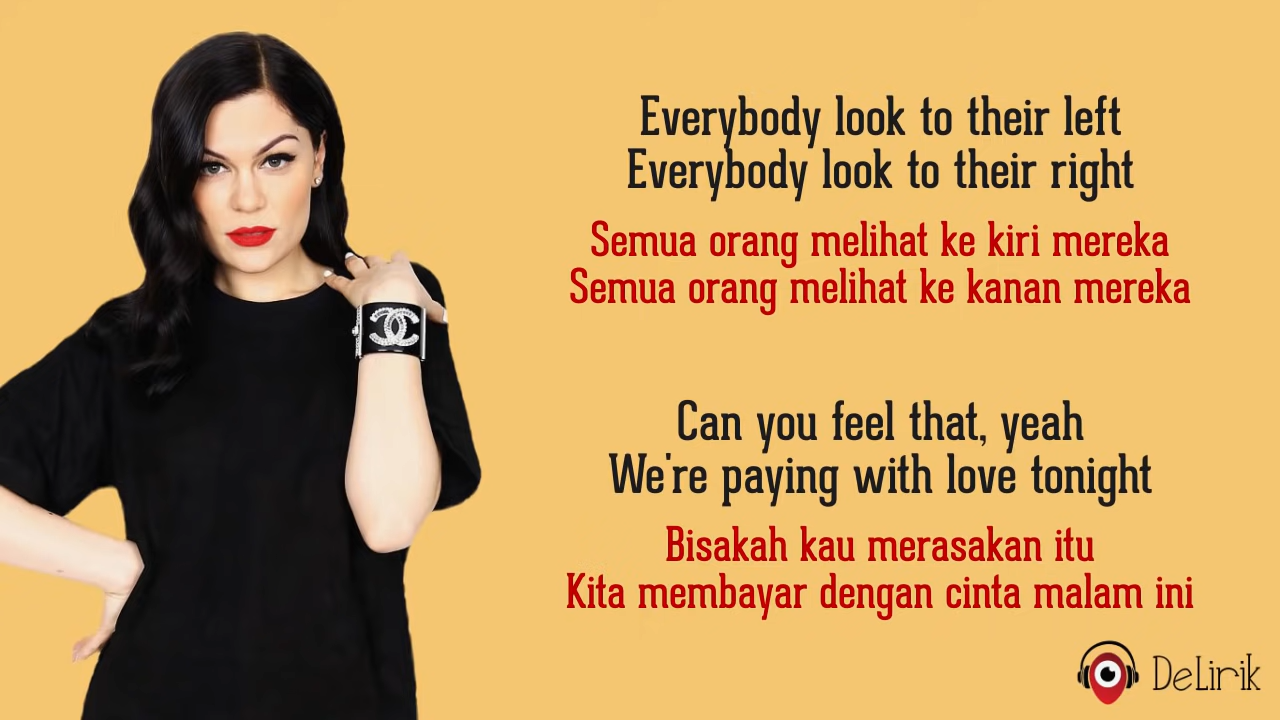 Everybody look to their left
Everybody look to their right
Semua orang melihat ke kiri mereka
Semua orang melihat ke kanan mereka
Can you feel that, yeah
We're paying with love tonight
Bisakah kau merasakan itu
Kita membayar dengan cinta malam ini
DeLirik